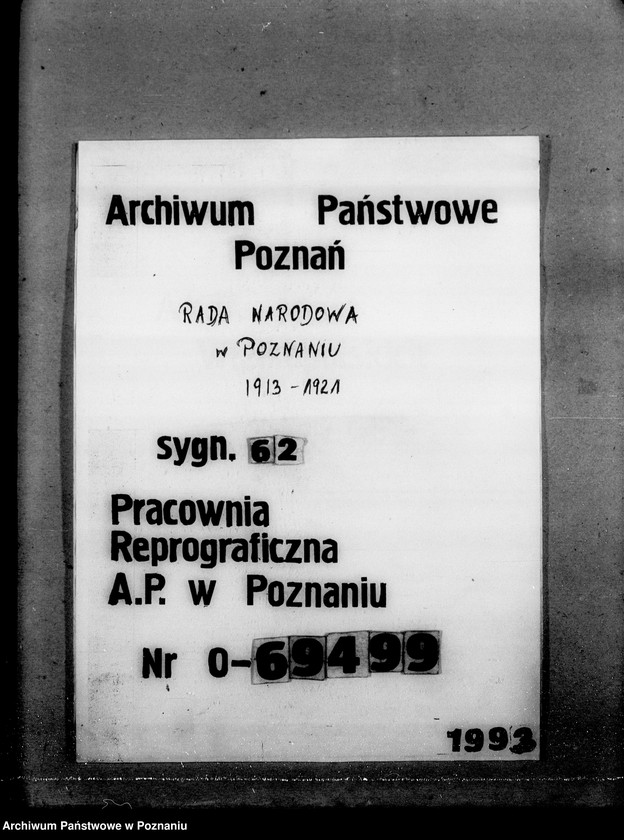 Archiwum Państwowe
Poznań
RADA NARODOWA
w POZNANIU
1913-1921
sygn. 62
Pracownia
Reprograficzna
A.P. w Poznaniu
Nr 0-69499
1993
Archiwum Państwowe w Poznaniu